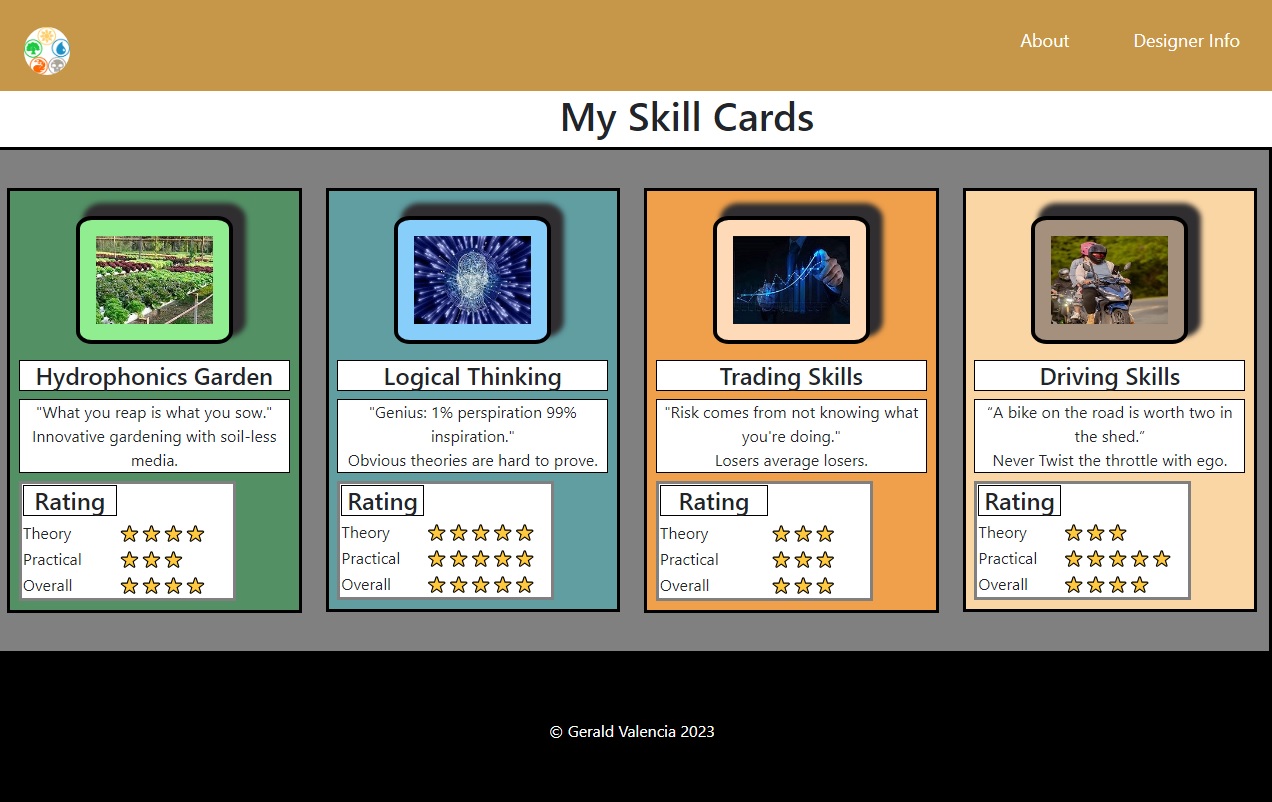 About Designer Info
My Skill Cards
Hydrophonics Garden
"What you reap is what you sow."
Innovative gardening with soil-less
media.
Rating
Theory
Practical
Overall
Logical Thinking
"Genius: 1% perspiration 99%
inspiration."
Obvious theories are hard to prove.
Rating
Theory
Practical
Overall
Trading Skills
"Risk comes from not knowing what
you're doing."
Losers average losers.
Rating
Theory
Practical
Overall
Driving Skills
“A bike on the road is worth two in
the shed.”
Never Twist the throttle with ego.
Rating
Theory
Practical
Overall
© Gerald Valencia 2023